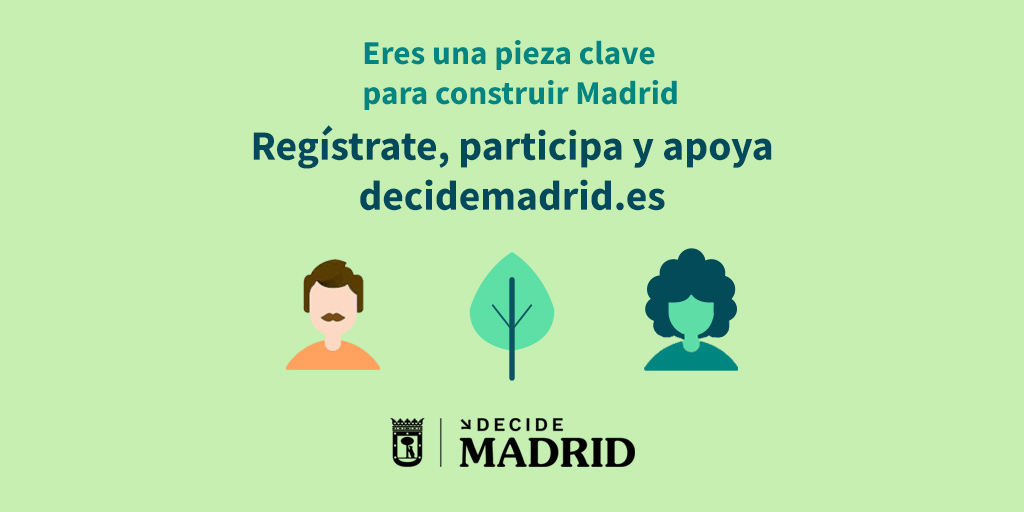 Eres una pieza clave
para construir Madrid
Regístrate, participa y apoya
decidemadrid.es
DECIDE
MADRID